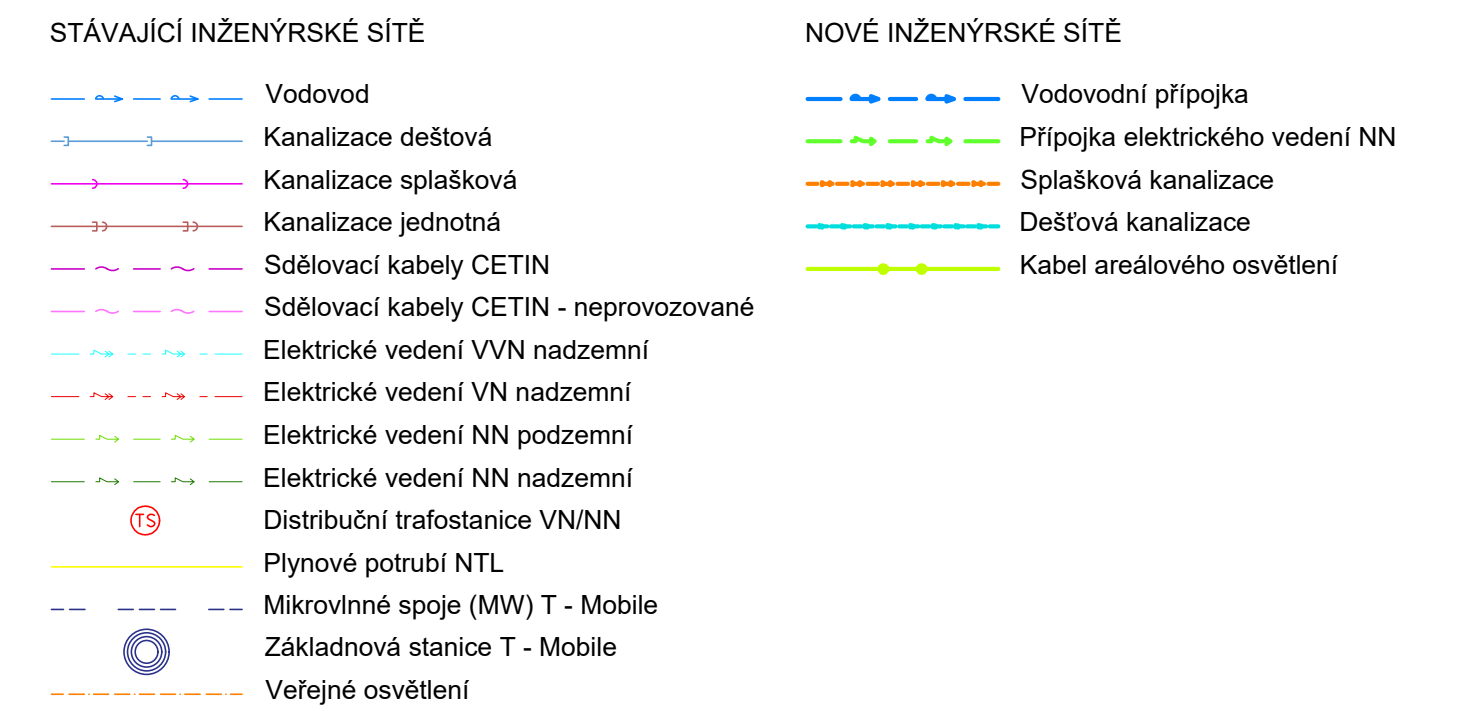 STÁVAJÍCÍ INŽENÝRSKÉ SÍTĚ
Vodovod
Kanalizace deštová
Kanalizace splašková
Kanalizace jednotná
Sdělovací kabely CETIN
Sdělovací kabely CETIN - neprovozované
Elektrické vedení VVN nadzemní
Elektrické vedení VN nadzemní
Elektrické vedení NN podzemní
Elektrické vedení NN nadzemní
TS Distribuční trafostanice VN/NN
Plynové potrubí NTL
Mikrovlnné spoje (MW) T - Mobile
Základnová stanice T - Mobile
Veřejné osvětlení
NOVÉ INŽENÝRSKÉ SÍTĚ
Vodovodní přípojka
Přípojka elektrického vedení NN
Splašková kanalizace
Dešťová kanalizace
Kabel areálového osvětlení